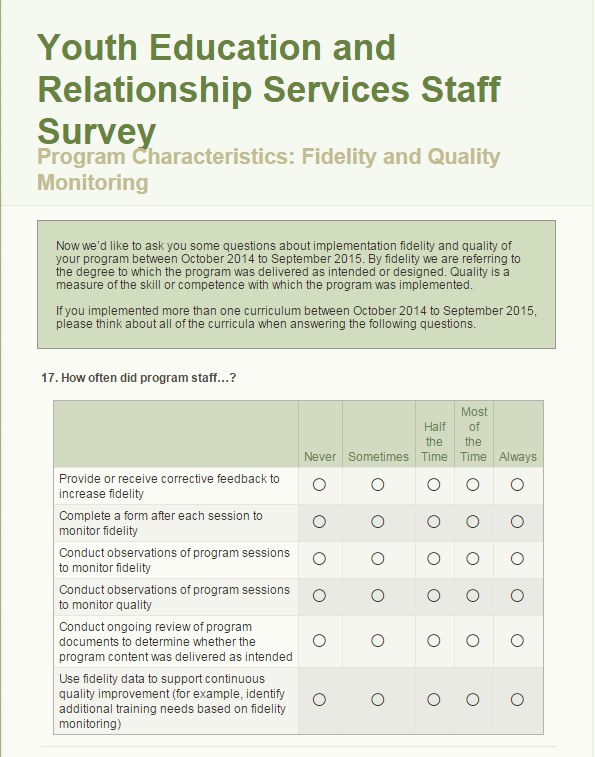 Youth Education and
Relationship Services Staff
Survey
Program Characteristics: Fidelity and Quality
Monitoring
Now we'd like to ask you some questions about implementation fidelity and quality of
your program between October 2014 to September 2015. By fidelity we are referring to
the degree to which the program was delivered as intended or designed. Quality is a
measure of the skill or competence with which the program was implemented.
If you implemented more than one curriculum between October 2014 to September 2015,
please think about all of the curricula when answering the following questions.
17. How often did program staff…?
Never Sometimes Half the Time Most of the Time Always
Provide or receive corrective feedback to
increase fidelity
Complete a form after each session to
monitor fidelity
Conduct observations of program sessions
to monitor fidelity
Conduct observations of program sessions
to monitor quality
Conduct ongoing review of program
documents to determine whether the
program content was delivered as intended
Use fidelity data to support continuous
quality improvement (for example, identify
additional training needs based on fidelity
monitoring)